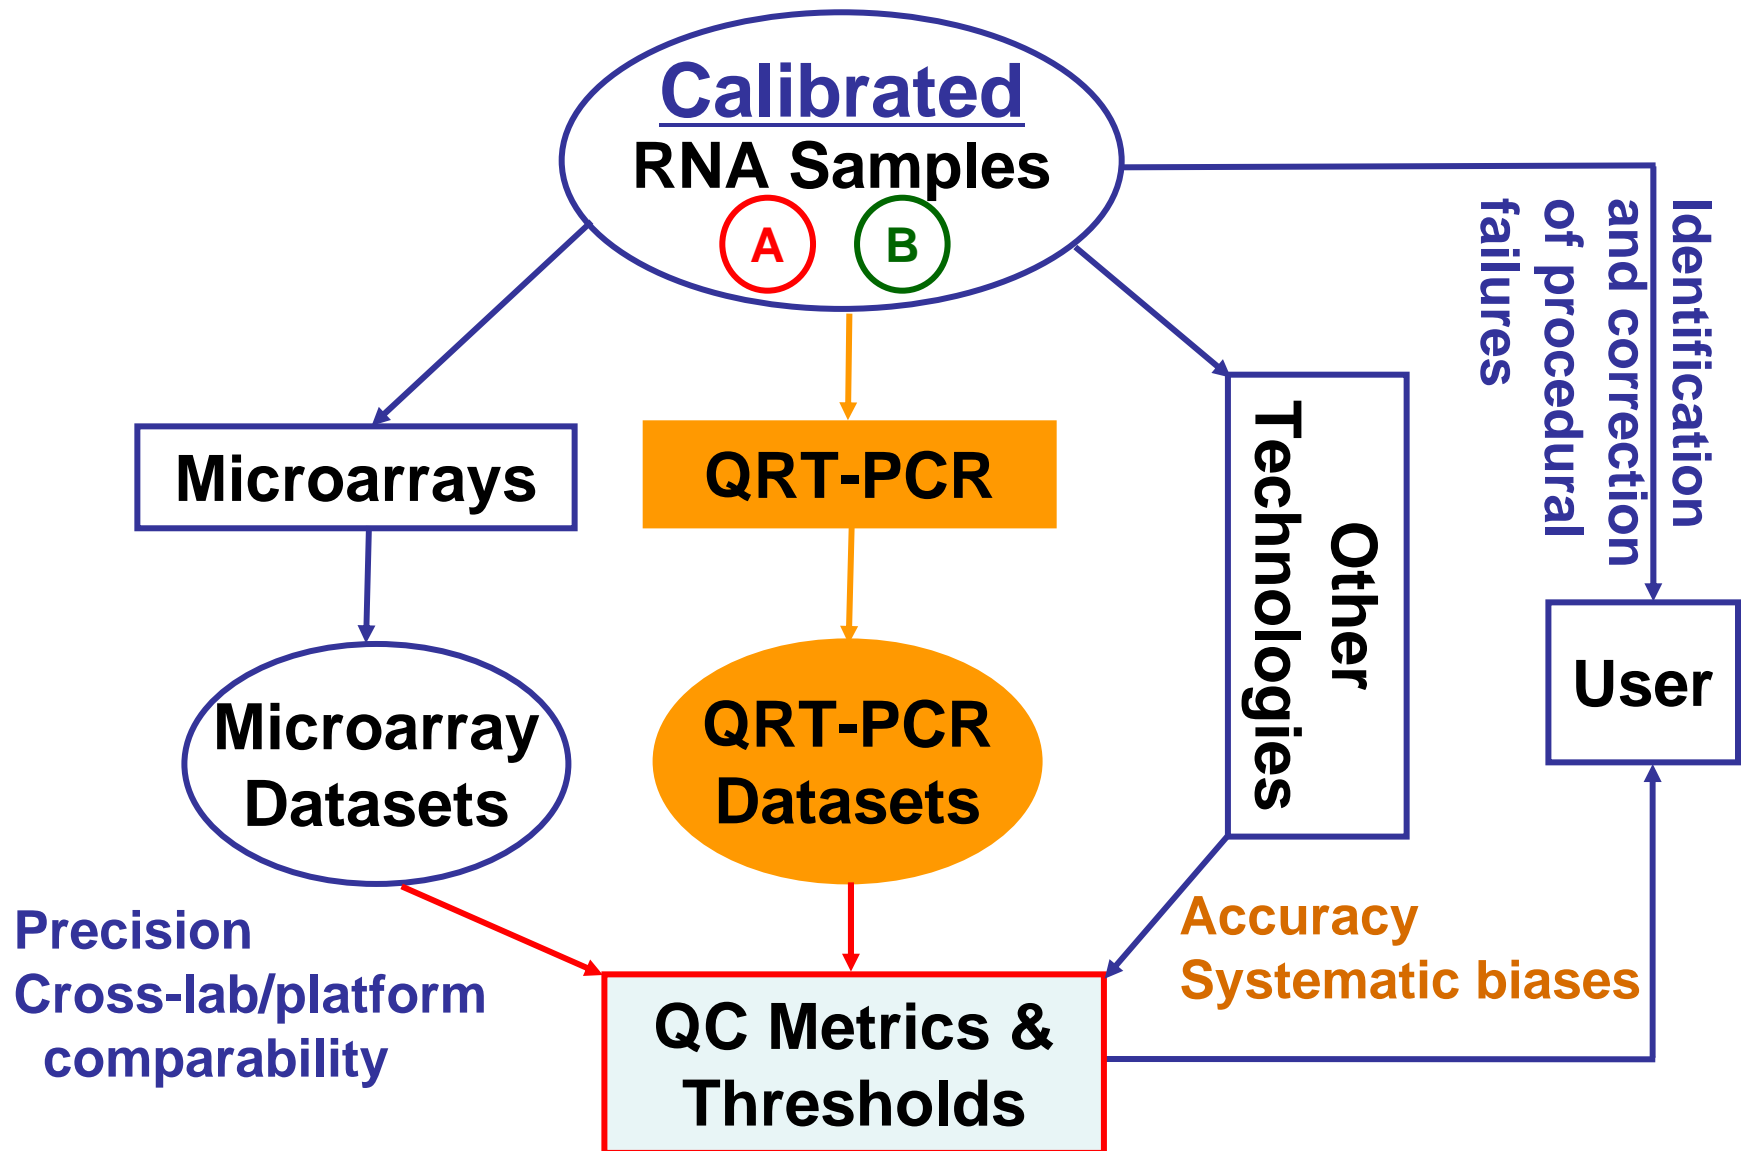 Calibrated
RNA Samples
A B
Identification
and correction
of procedural
failures
Microarrays
QRT-PCR
Other
Technologies
User
Microarray
Datasets
QRT-PCR
Datasets
Precision
Cross-lab/platform
comparability
Accuracy
Systematic biases
QC Metrics &
Thresholds